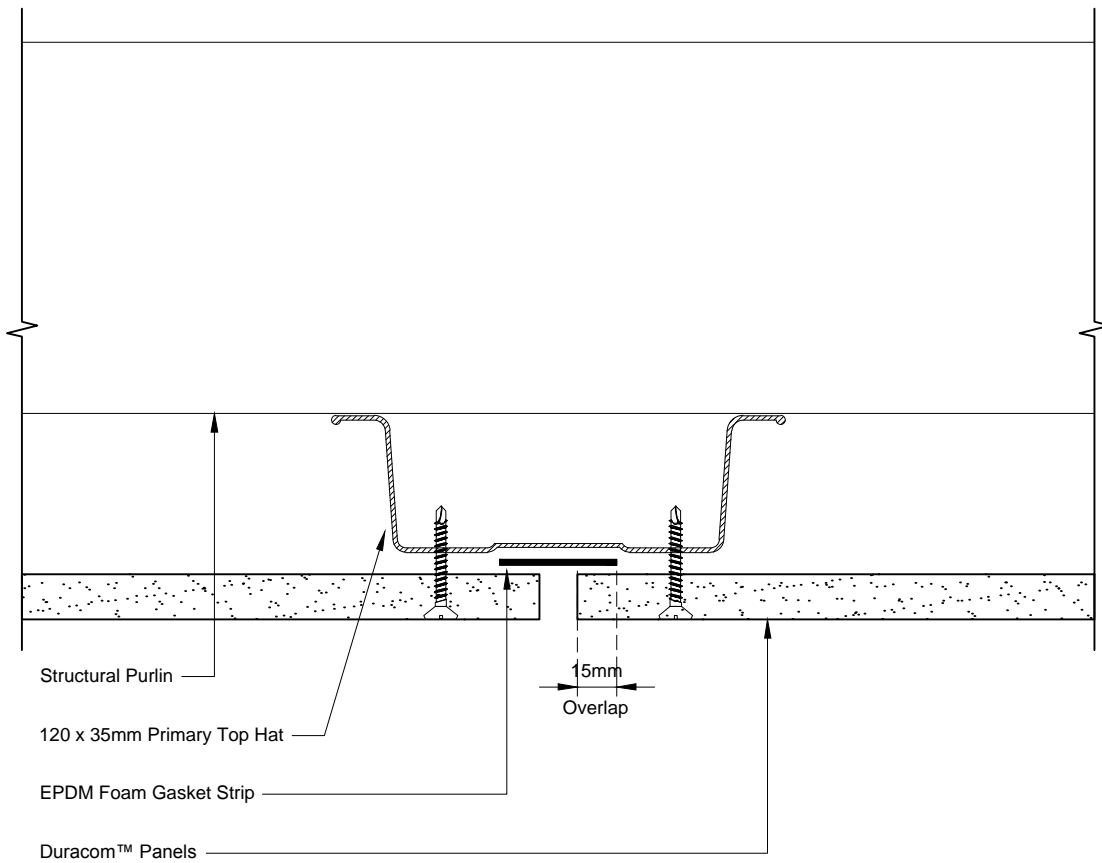 15mm
Overlap
Structural Purlin
120 x 35mm Primary Top Hat
EPDM Foam Gasket Strip
Duracom™ Panels